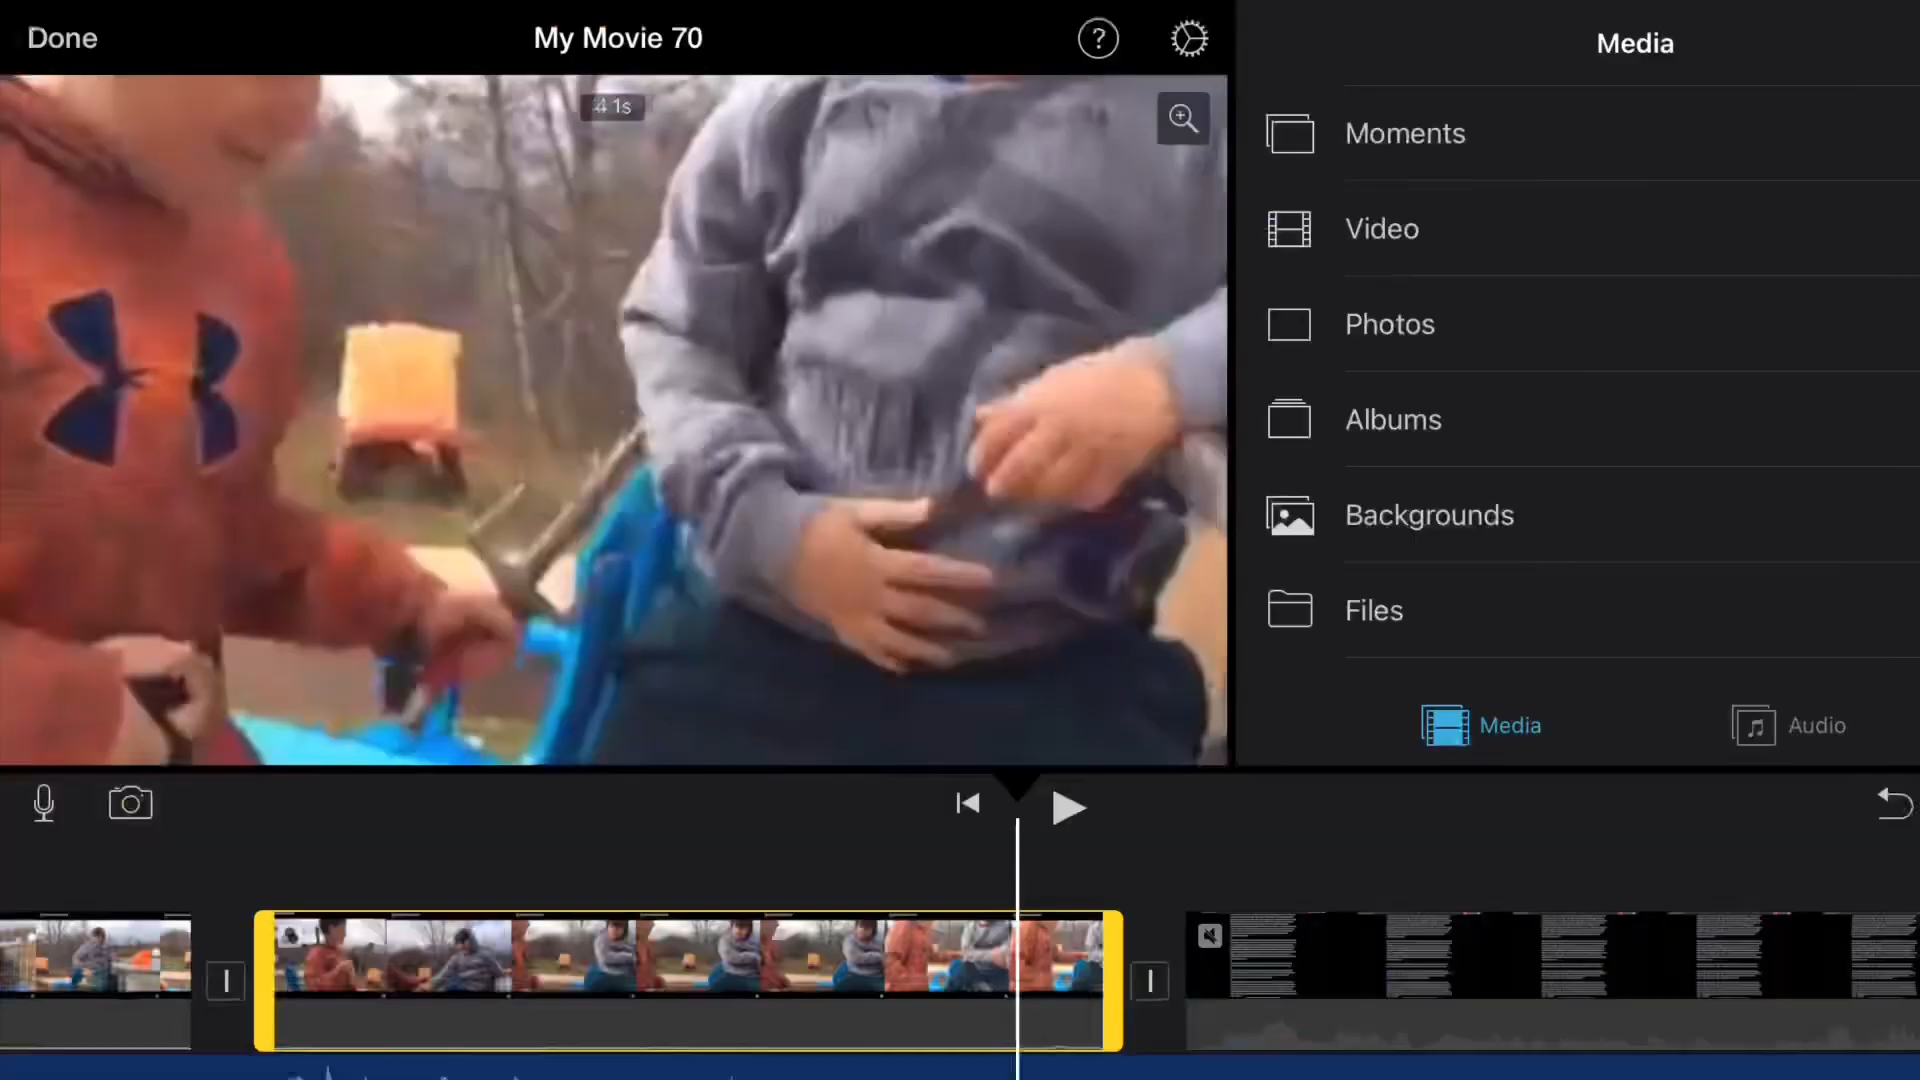 Done
My Movie 70
?
Media
4.1s
Moments
Video
Photos
Albums
Backgrounds
Files
Media
Audio